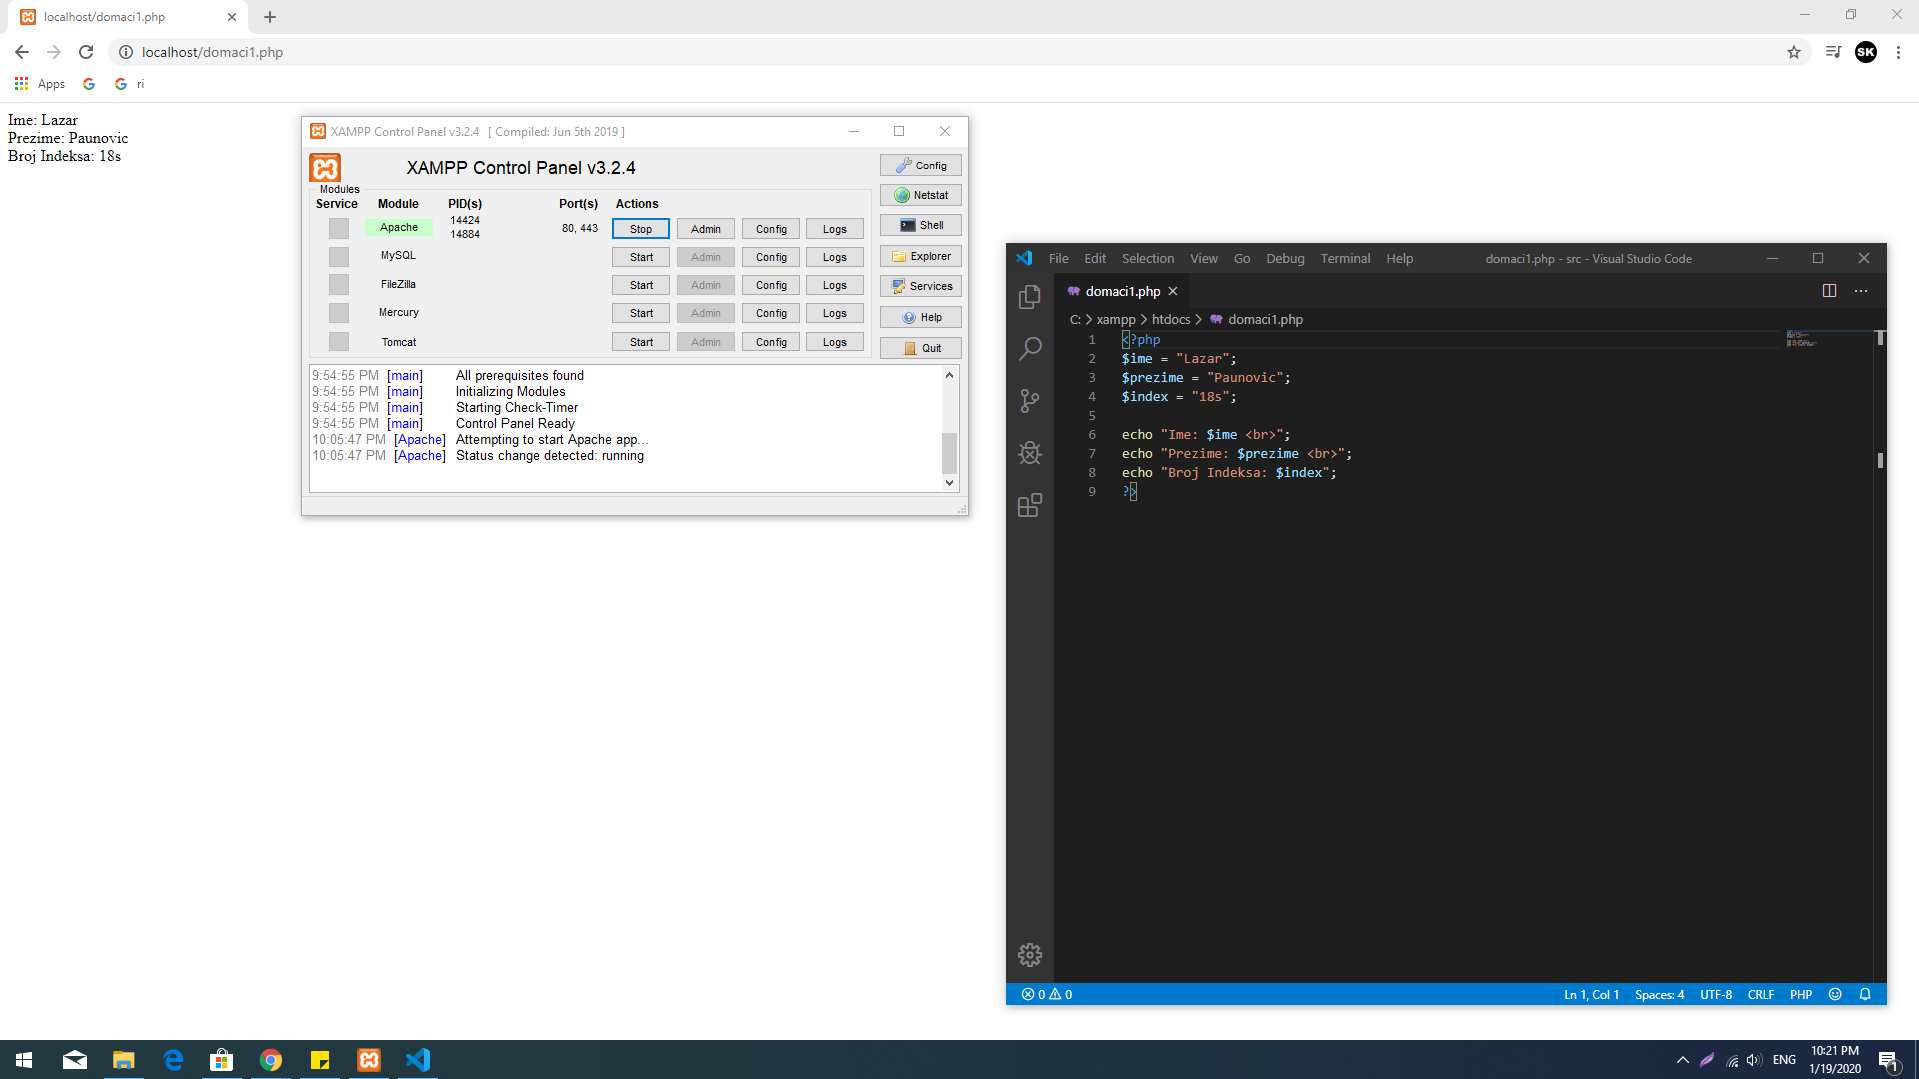 localhost/domaci1.php
localhost/domaci1.php
Apps ri
Ime: Lazar
Prezime: Paunovic
Broj Indeksa: 18s
XAMPP Control Panel v3.2.4 [ Compiled: Jun 5th 2019 ]
XAMPP Control Panel v3.2.4
Config
Netstat
Shell
Explorer
Services
Help
Quit
Modules
Service Module PID(s) Port(s) Actions
Apache 14424 14884 80, 443 Stop Admin Config Logs
MySQL Start Admin Config Logs
FileZilla Start Admin Config Logs
Mercury Start Admin Config Logs
Tomcat Start Admin Config Logs
9:54:55 PM [main] All prerequisites found
9:54:55 PM [main] Initializing Modules
9:54:55 PM [main] Starting Check-Timer
9:54:55 PM [main] Control Panel Ready
10:05:47 PM [Apache] Attempting to start Apache app...
10:05:47 PM [Apache] Status change detected: running
SK
File Edit Selection View Go Debug Terminal Help domaci1.php - src - Visual Studio Code
domaci1.php
C: > xampp > htdocs > domaci1.php
1 <?php
2 $ime = "Lazar";
3 $prezime = "Paunovic";
4 $index = "18s";
5
6 echo "Ime: $ime <br>";
7 echo "Prezime: $prezime <br>";
8 echo "Broj Indeksa: $index";
9 ?>
0 0 Ln 1, Col 1 Spaces: 4 UTF-8 CRLF PHP
ENG 10:21 PM
1/19/2020 1